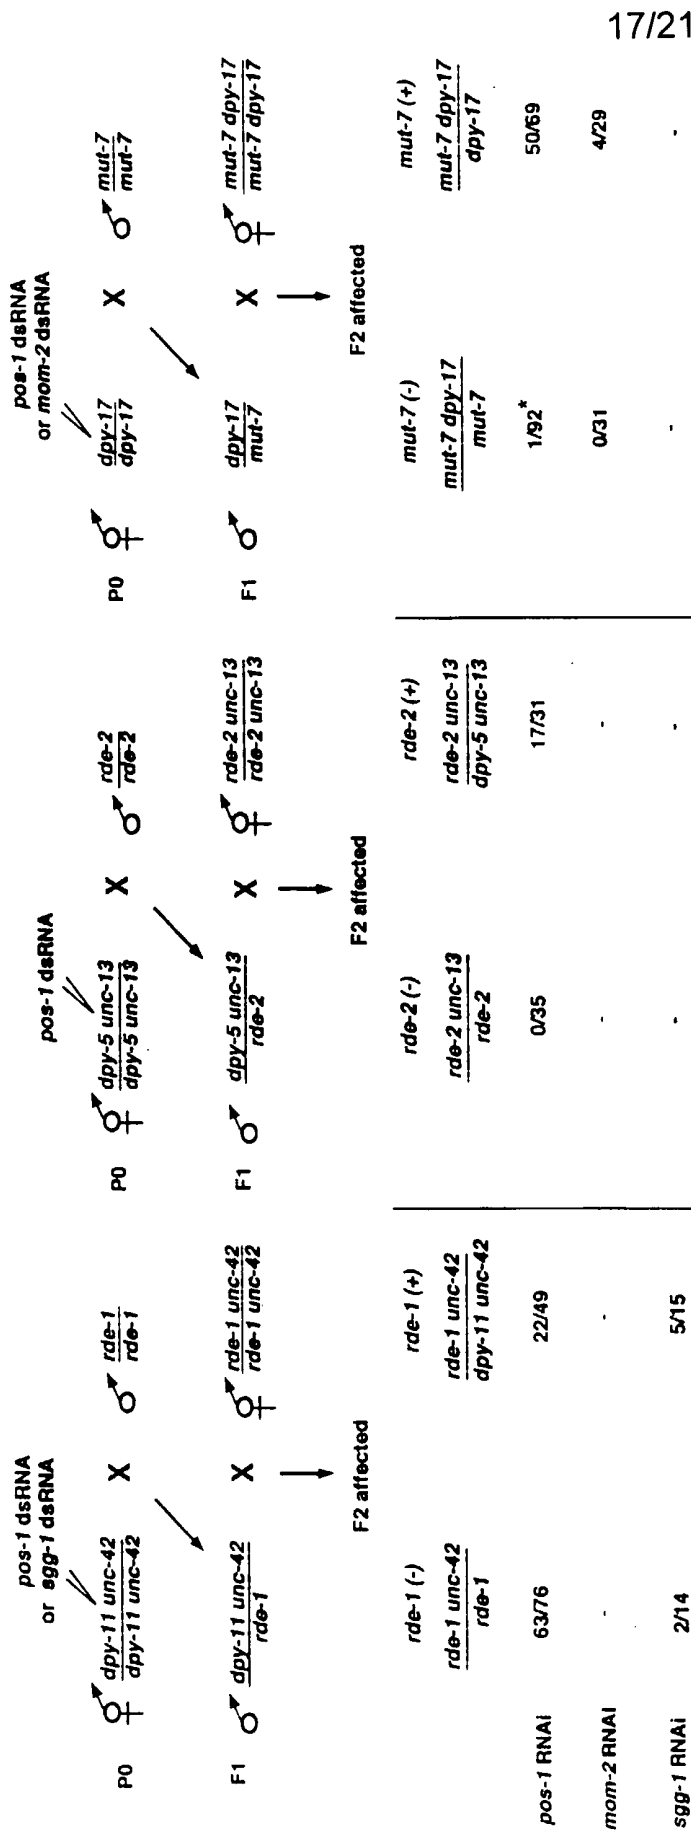 17/21
pos-1 dsRNA
or sgg-1 dsRNA
P0
dpy-11 unc-42
dpy-11 unc-42
X
rde-1
rde-1
F1
dpy-11 unc-42
rde-1
X
rde-1 unc-42
rde-1 unc-42
F2 affected
rde-1 (-)
rde-1 (+)
rde-1 unc-42
rde-1
rde-1 unc-42
dpy-11 unc-42
pos-1 RNAi
63/76
22/49
mom-2 RNAi
-
-
sgg-1 RNAi
2/14
5/15
pos-1 dsRNA
P0
dpy-5 unc-13
dpy-5 unc-13
X
rde-2
rde-2
F1
dpy-5 unc-13
rde-2
X
rde-2 unc-13
rde-2 unc-13
F2 affected
rde-2 (-)
rde-2 (+)
rde-2 unc-13
rde-2
rde-2 unc-13
dpy-5 unc-13
0/35
17/31
-
-
-
-
pos-1 dsRNA
or mom-2 dsRNA
P0
dpy-17
dpy-17
X
mut-7
mut-7
F1
dpy-17
mut-7
X
mut-7 dpy-17
mut-7 dpy-17
F2 affected
mut-7 (-)
mut-7 (+)
mut-7 dpy-17
mut-7
mut-7 dpy-17
dpy-17
1/92*
50/69
0/31
4/29
-
-